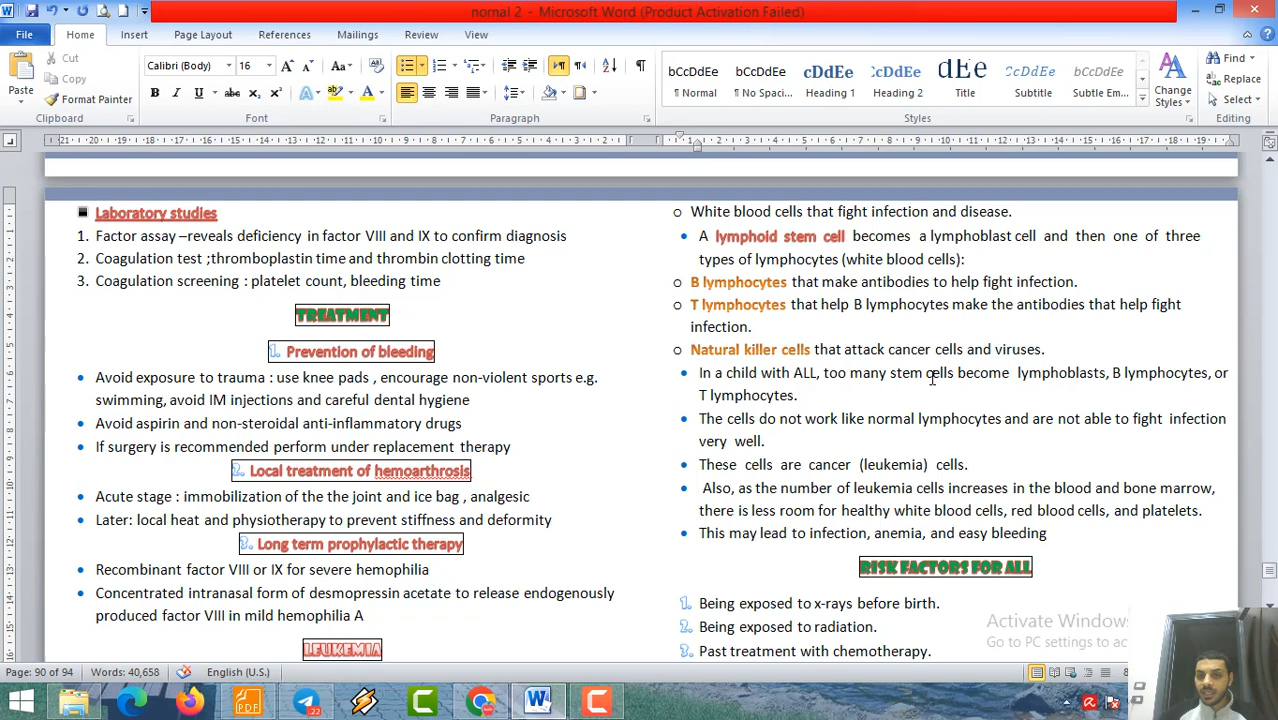 nomal 2 - Microsoft Word (Product Activation Failed)
File Home Insert Page Layout References Mailings Review View
Paste
Cut
Copy
Format Painter
Clipboard
Calibri (Body) 16
Font
Paragraph
bCcDdEe bCcDdEe cDdEe CcDdEe dEe CcDdEe bCcDdEe
¶ Normal ¶ No Spaci... Heading 1 Heading 2 Title Subtitle Subtle Em...
Change Styles
Styles
Find
Replace
Select
Editing
Laboratory studies
1. Factor assay –reveals deficiency in factor VIII and IX to confirm diagnosis
2. Coagulation test ;thromboplastin time and thrombin clotting time
3. Coagulation screening : platelet count, bleeding time
TREATMENT
1. Prevention of bleeding
• Avoid exposure to trauma : use knee pads , encourage non-violent sports e.g.
swimming, avoid IM injections and careful dental hygiene
• Avoid aspirin and non-steroidal anti-inflammatory drugs
• If surgery is recommended perform under replacement therapy
2. Local treatment of hemoarthrosis
• Acute stage : immobilization of the the joint and ice bag , analgesic
• Later: local heat and physiotherapy to prevent stiffness and deformity
3. Long term prophylactic therapy
• Recombinant factor VIII or IX for severe hemophilia
• Concentrated intranasal form of desmopressin acetate to release endogenously
produced factor VIII in mild hemophilia A
LEUKEMIA
o White blood cells that fight infection and disease.
• A lymphoid stem cell becomes a lymphoblast cell and then one of three
types of lymphocytes (white blood cells):
o B lymphocytes that make antibodies to help fight infection.
o T lymphocytes that help B lymphocytes make the antibodies that help fight
infection.
o Natural killer cells that attack cancer cells and viruses.
• In a child with ALL, too many stem cells become lymphoblasts, B lymphocytes, or
T lymphocytes.
• The cells do not work like normal lymphocytes and are not able to fight infection
very well.
• These cells are cancer (leukemia) cells.
• Also, as the number of leukemia cells increases in the blood and bone marrow,
there is less room for healthy white blood cells, red blood cells, and platelets.
• This may lead to infection, anemia, and easy bleeding
RISK FACTORS FOR ALL
1. Being exposed to x-rays before birth.
2. Being exposed to radiation.
3. Past treatment with chemotherapy.
Activate Windows
Go to PC settings to ac
Page: 90 of 94 Words: 40,658 English (U.S.)